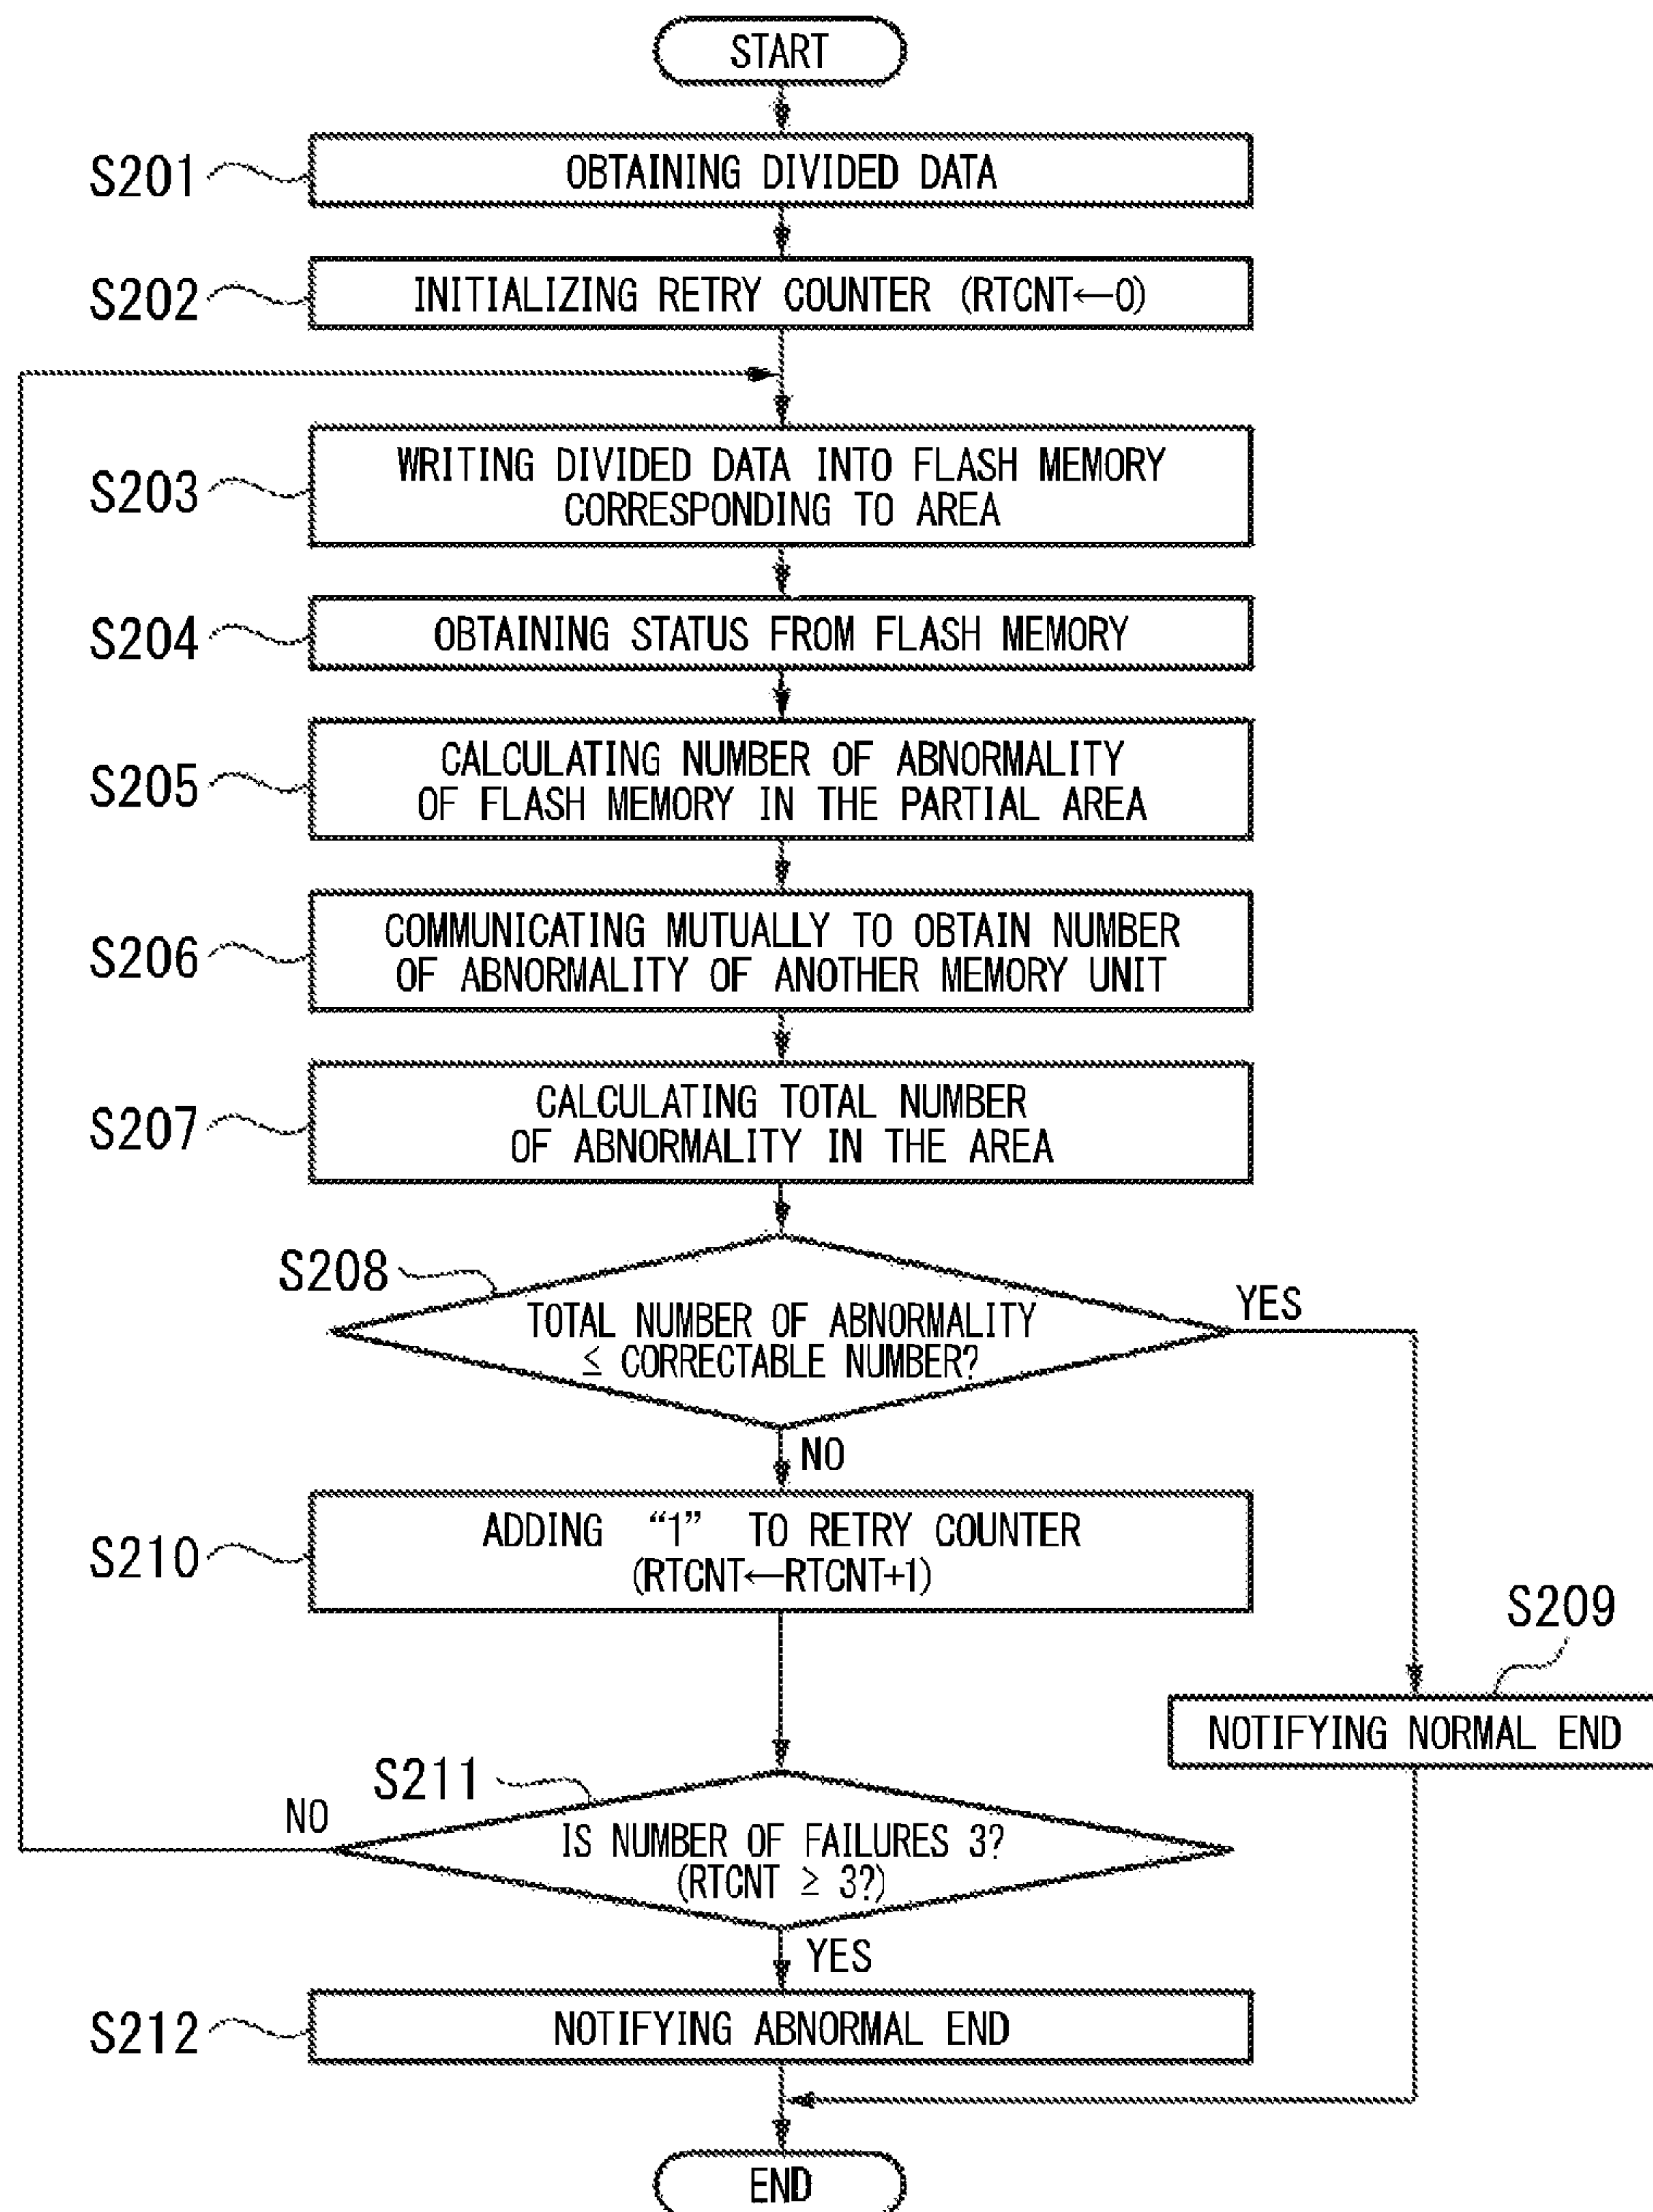 START
S201
OBTAINING DIVIDED DATA
S202
INITIALIZING RETRY COUNTER (RTCNT←0)
S203
WRITING DIVIDED DATA INTO FLASH MEMORY
CORRESPONDING TO AREA
S204
OBTAINING STATUS FROM FLASH MEMORY
S205
CALCULATING NUMBER OF ABNORMALITY
OF FLASH MEMORY IN THE PARTIAL AREA
S206
COMMUNICATING MUTUALLY TO OBTAIN NUMBER
OF ABNORMALITY OF ANOTHER MEMORY UNIT
S207
CALCULATING TOTAL NUMBER
OF ABNORMALITY IN THE AREA
S208
TOTAL NUMBER OF ABNORMALITY
≤ CORRECTABLE NUMBER?
YES
NO
S210
ADDING “1” TO RETRY COUNTER
(RTCNT←RTCNT+1)
S209
NOTIFYING NORMAL END
S211
NO
IS NUMBER OF FAILURES 3?
(RTCNT ≥ 3?)
YES
S212
NOTIFYING ABNORMAL END
END